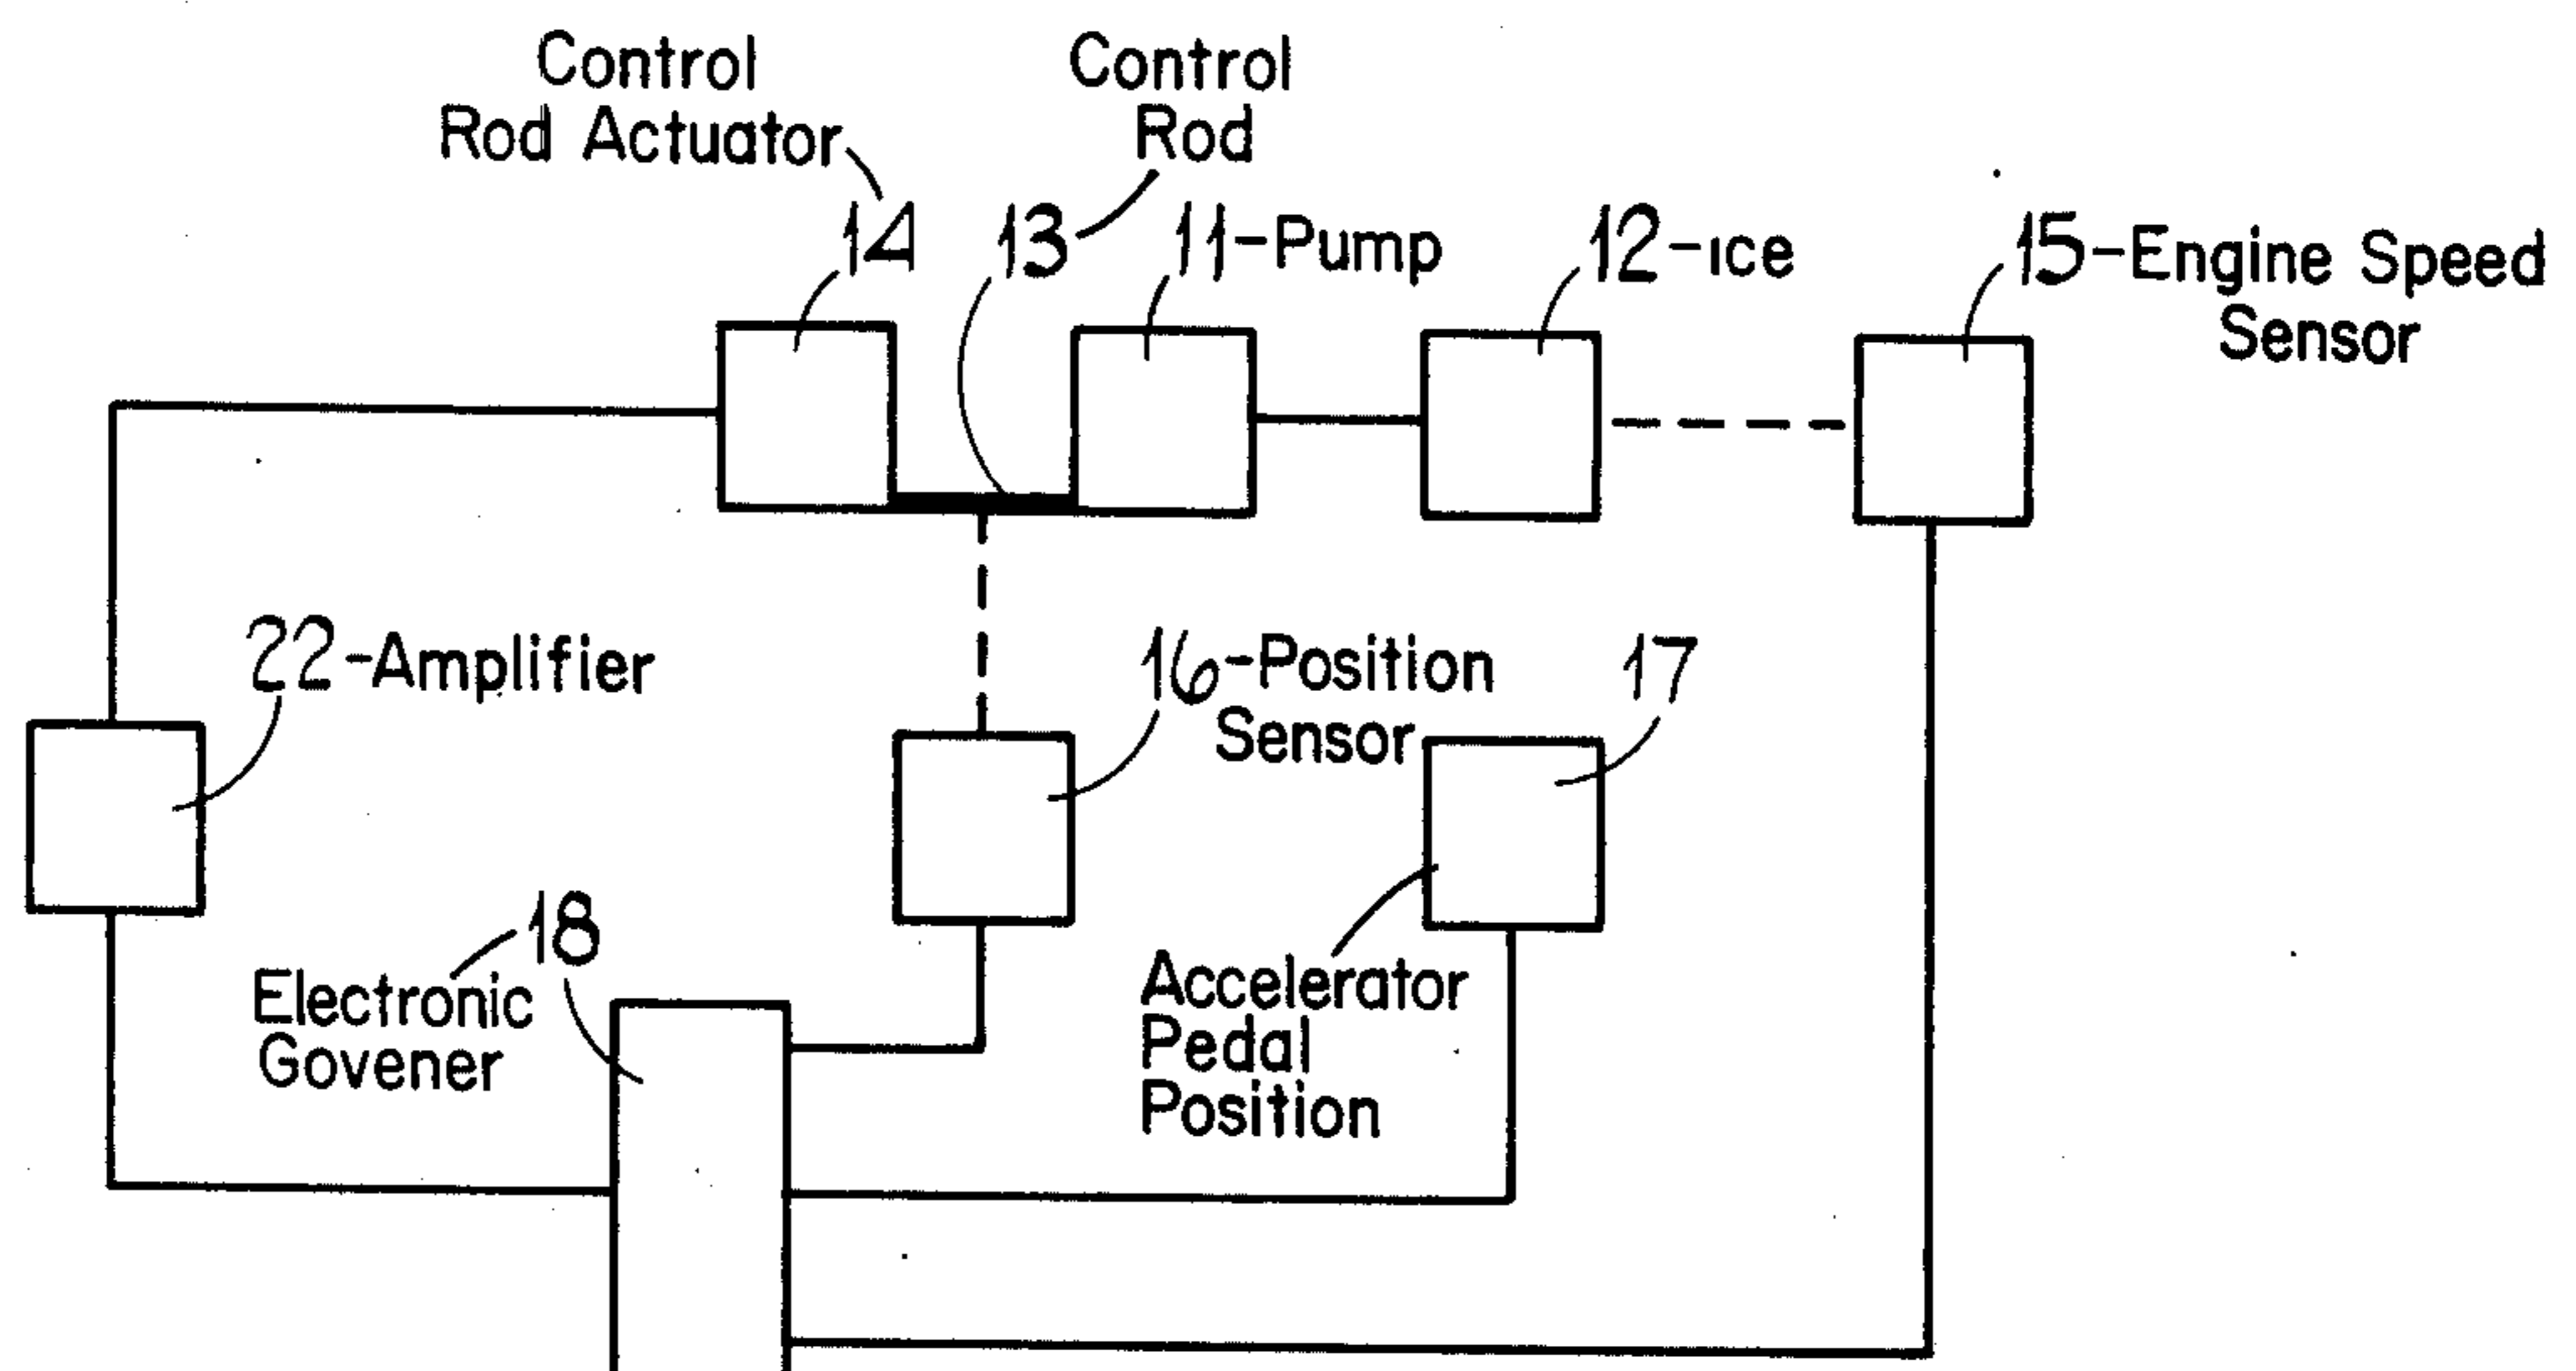 Control
Rod Actuator
Control
Rod
14
13
11-Pump
12-ice
15-Engine Speed
Sensor
22-Amplifier
16-Position
Sensor
17
18
Electronic
Govener
Accelerator
Pedal
Position